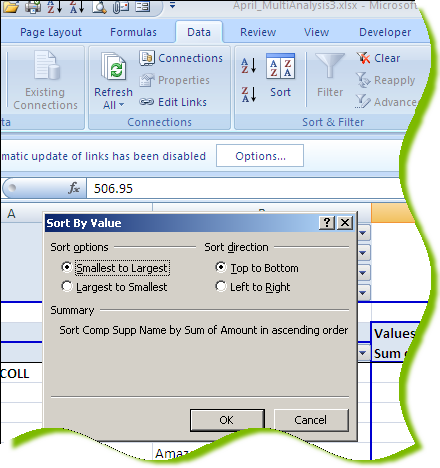 April_MultiAnalysis3.xlsx - Microsoft
Page Layout Formulas Data Review View Developer
Existing Connections
Refresh All
Connections
Properties
Edit Links
Sort
Filter
Clear
Reapply
Advanced
Connections
Sort & Filter
matic update of links has been disabled Options...
fx 506.95
A
Sort By Value
Sort options
Smallest to Largest
Largest to Smallest
Sort direction
Top to Bottom
Left to Right
Summary
Sort Comp Supp Name by Sum of Amount in ascending order
OK Cancel
Values
Sum
COLL
Amaz